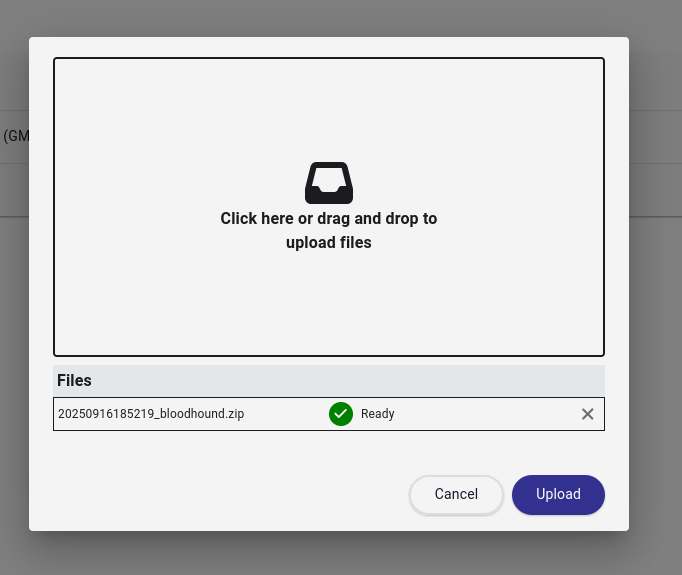 (GM
Click here or drag and drop to
upload files
Files
20250916185219_bloodhound.zip Ready
Cancel Upload